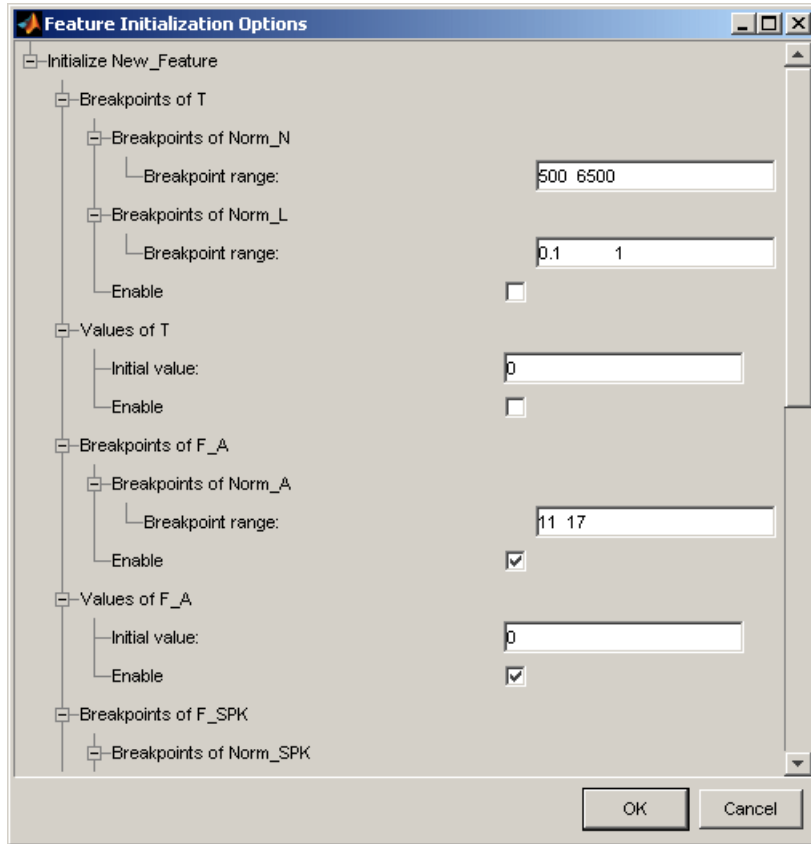 Feature Initialization Options
Initialize New_Feature
Breakpoints of T
Breakpoints of Norm_N
Breakpoint range: 500 6500
Breakpoints of Norm_L
Breakpoint range: 0.1 1
Enable
Values of T
Initial value: 0
Enable
Breakpoints of F_A
Breakpoints of Norm_A
Breakpoint range: 11 17
Enable
Values of F_A
Initial value: 0
Enable
Breakpoints of F_SPK
Breakpoints of Norm_SPK
OK Cancel